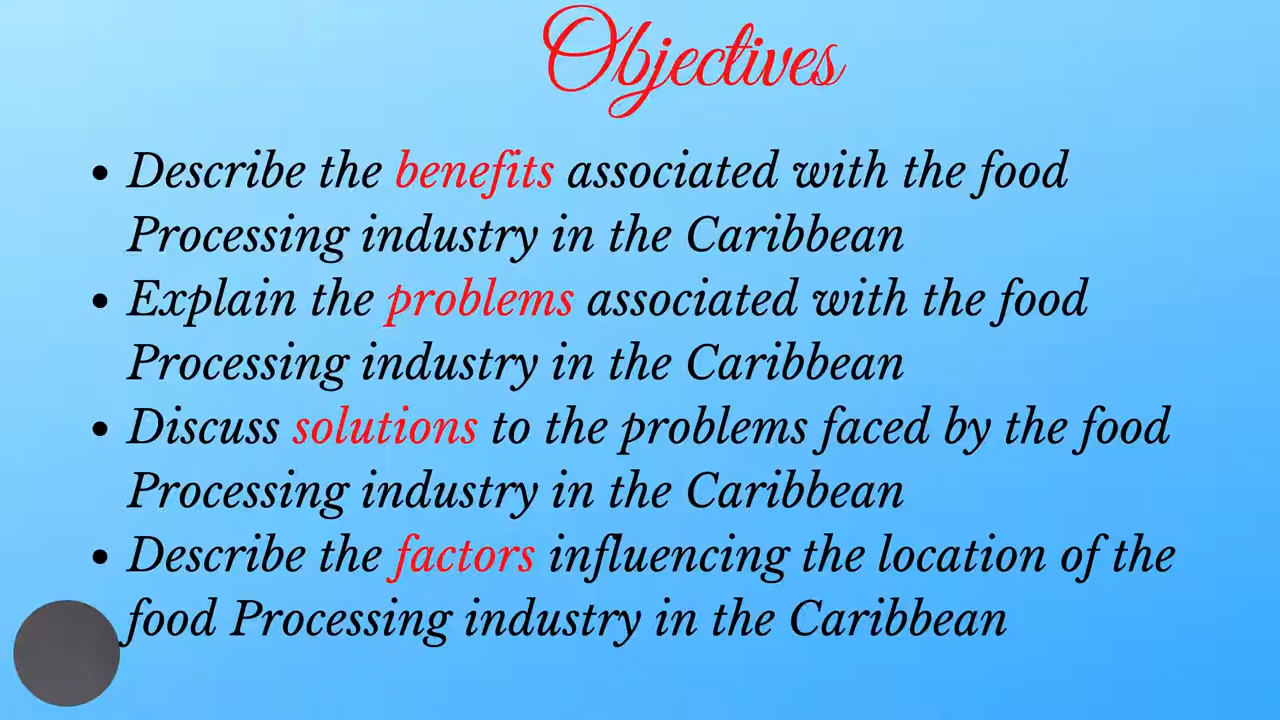 Objectives
• Describe the benefits associated with the food
Processing industry in the Caribbean
• Explain the problems associated with the food
Processing industry in the Caribbean
• Discuss solutions to the problems faced by the food
Processing industry in the Caribbean
• Describe the factors influencing the location of the
food Processing industry in the Caribbean